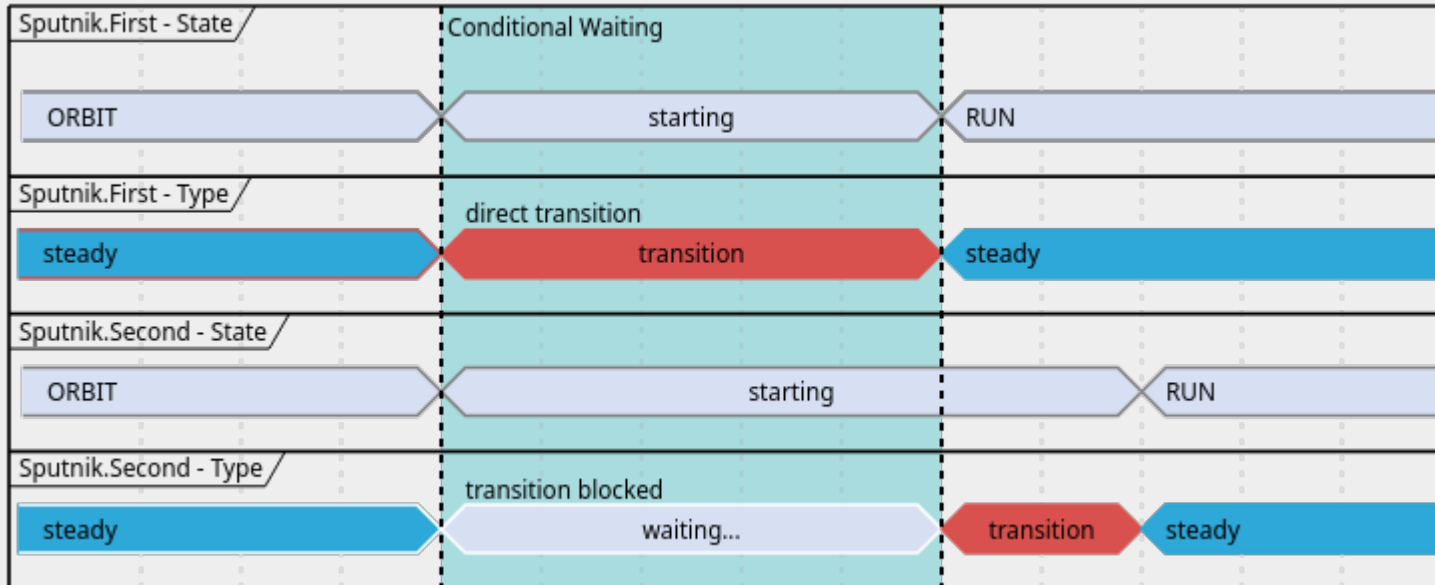 Sputnik.First - State
Conditional Waiting
ORBIT
starting
RUN
Sputnik.First - Type
direct transition
steady
transition
steady
Sputnik.Second - State
ORBIT
starting
RUN
Sputnik.Second - Type
transition blocked
steady
waiting...
transition
steady